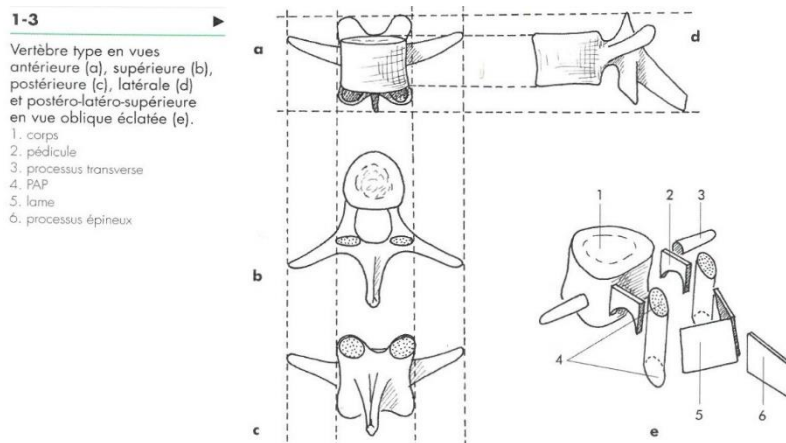 1-3
Vertèbre type en vues
antérieure (a), supérieure (b),
postérieure (c), latérale (d)
et postéro-latéro-supérieure
en vue oblique éclatée (e).
1. corps
2. pédicule
3. processus transverse
4. PAP
5. lame
6. processus épineux
a
d
b
c
1
2
3
4
5
6
e